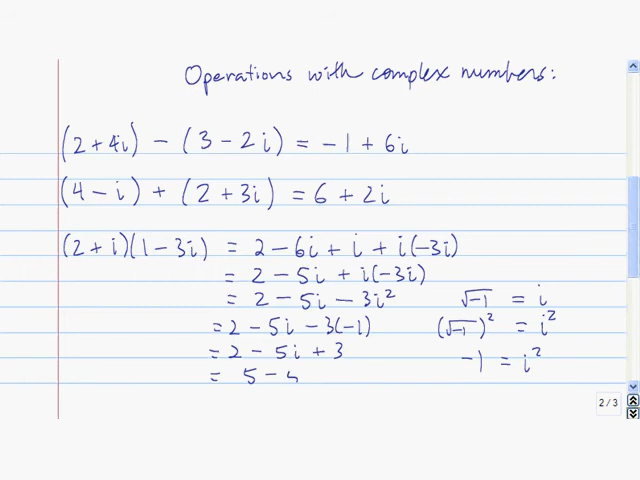 Operations with complex numbers:
(2 + 4i) − (3 − 2i) = −1 + 6i
(4 − i) + (2 + 3i) = 6 + 2i
(2 + i)(1 − 3i) = 2 − 6i + i + i(−3i)
= 2 − 5i + i(−3i)
= 2 − 5i − 3i²
= 2 − 5i − 3(−1)
= 2 − 5i + 3
= 5 −
√−1 = i
(√−1)² = i²
−1 = i²
2 / 3